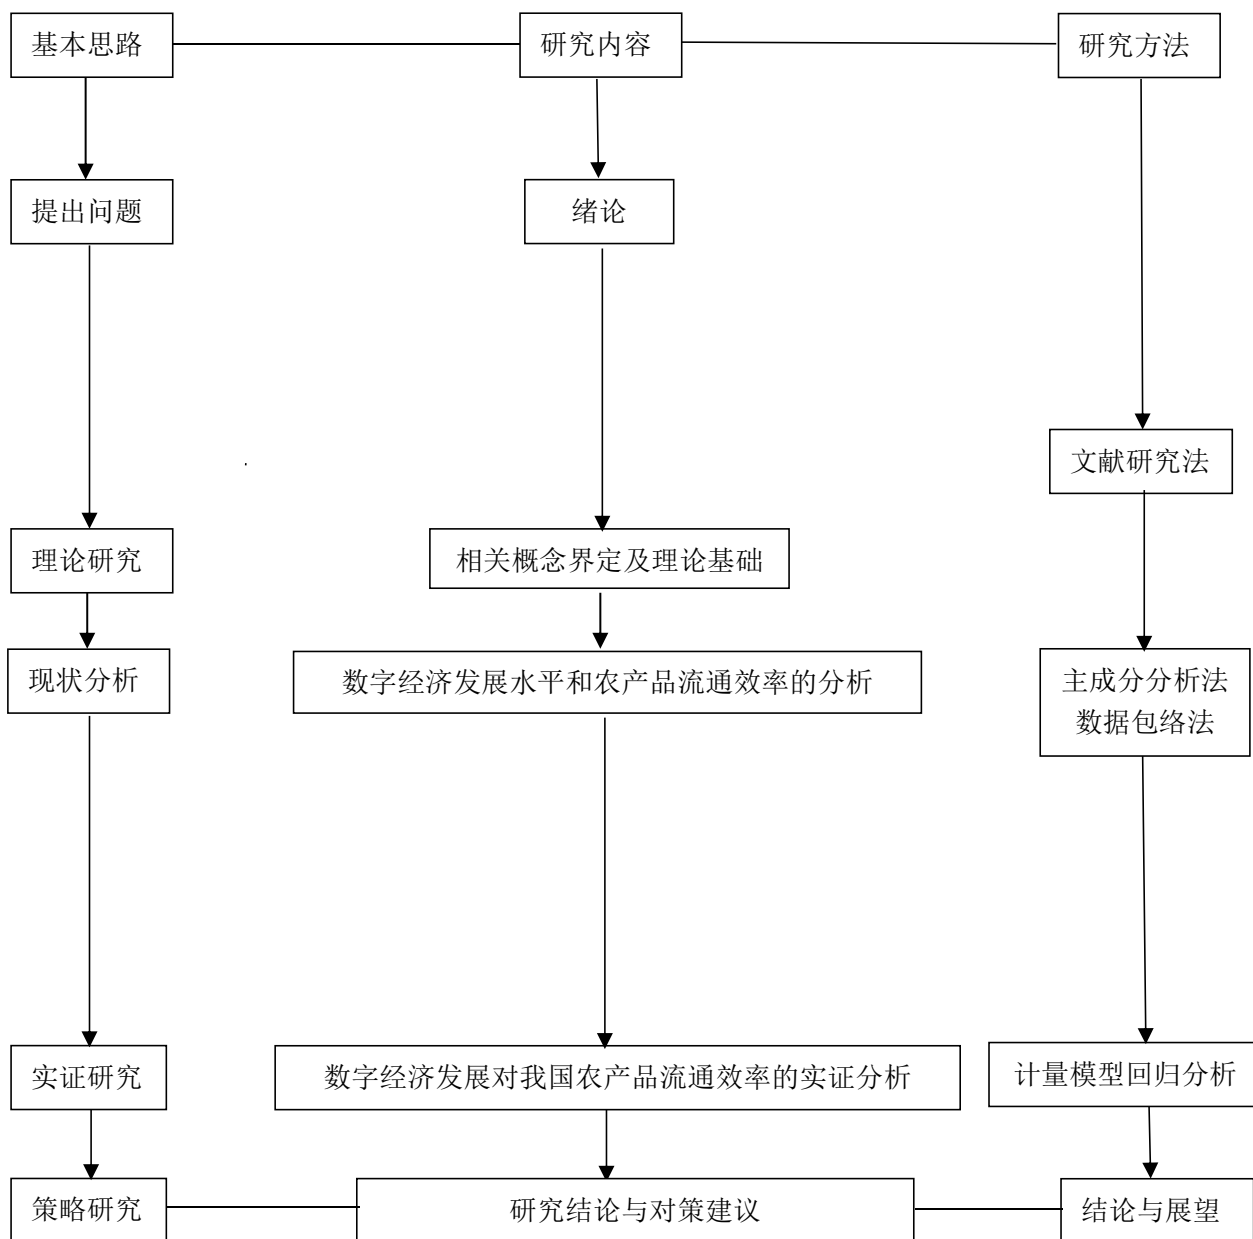 基本思路
研究内容
研究方法
提出问题
绪论
文献研究法
理论研究
相关概念界定及理论基础
现状分析
数字经济发展水平和农产品流通效率的分析
主成分分析法
数据包络法
实证研究
数字经济发展对我国农产品流通效率的实证分析
计量模型回归分析
策略研究
研究结论与对策建议
结论与展望